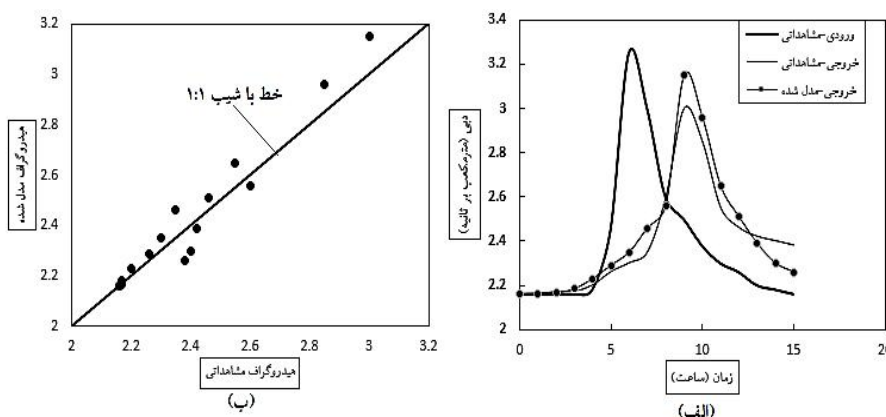 3.2
3
2.8
2.6
2.4
2.2
2
2
2.2
2.4
2.6
2.8
3
3.2
هیدروگراف مدل شده
خط با شیب ۱:۱
هیدروگراف مشاهداتی
(ب)
3.4
3.2
3
2.8
2.6
2.4
2.2
2
0
5
10
15
20
دبی (مترمکعب بر ثانیه)
ورودی-مشاهداتی
خروجی-مشاهداتی
خروجی-مدل شده
زمان (ساعت)
(الف)